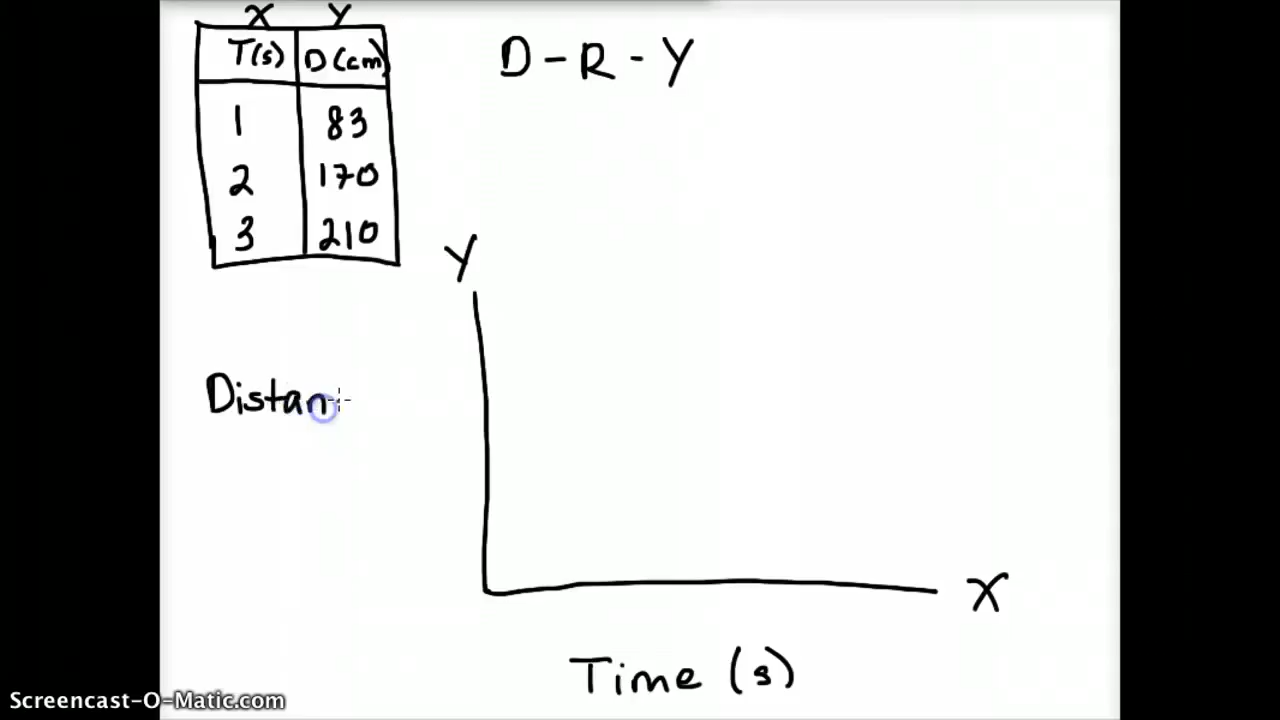 X Y
T(s) D(cm)
1 83
2 170
3 210
D-R-Y
Y
Distan
X
Time (s)
Screencast-O-Matic.com